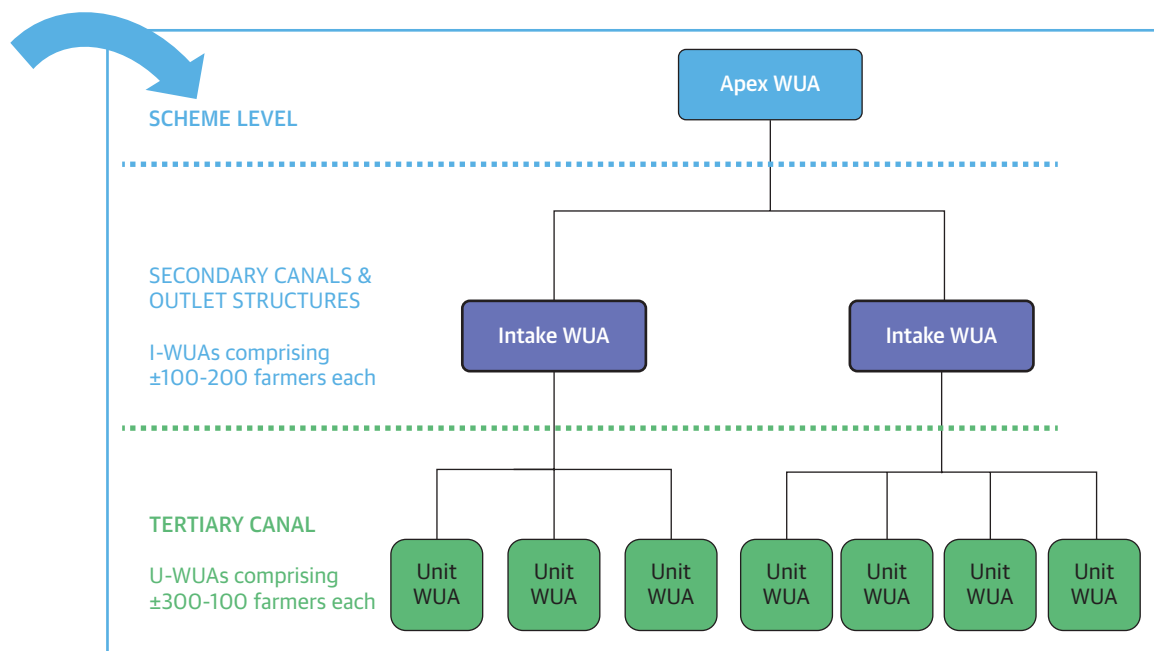 Apex WUA
SCHEME LEVEL
SECONDARY CANALS &
OUTLET STRUCTURES
I-WUAs comprising
±100-200 farmers each
Intake WUA
Intake WUA
TERTIARY CANAL
U-WUAs comprising
±300-100 farmers each
Unit
WUA
Unit
WUA
Unit
WUA
Unit
WUA
Unit
WUA
Unit
WUA
Unit
WUA